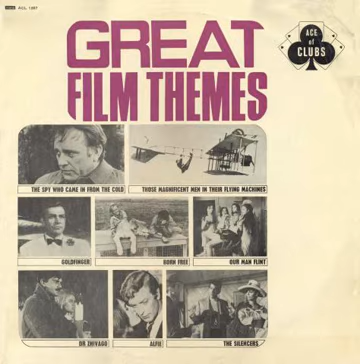 GREAT
FILM THEMES
ACE
of
CLUBS
THE SPY WHO CAME IN FROM THE COLD
THOSE MAGNIFICENT MEN IN THEIR FLYING MACHINES
GOLDFINGER
BORN FREE
OUR MAN FLINT
DR ZHIVAGO
ALFIE
THE SILENCERS